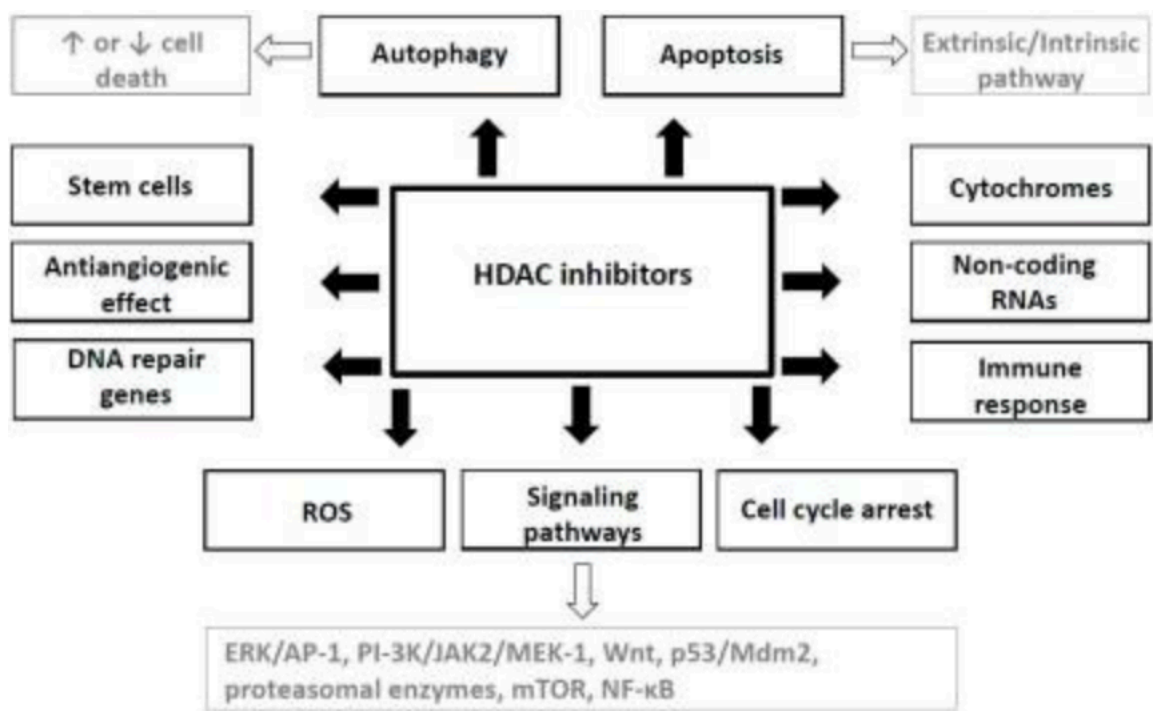 ↑ or ↓ cell
death
Autophagy
Apoptosis
Extrinsic/Intrinsic
pathway
Stem cells
Antiangiogenic
effect
DNA repair
genes
HDAC inhibitors
Cytochromes
Non-coding
RNAs
Immune
response
ROS
Signaling
pathways
Cell cycle arrest
ERK/AP-1, PI-3K/JAK2/MEK-1, Wnt, p53/Mdm2,
proteasomal enzymes, mTOR, NF-κB